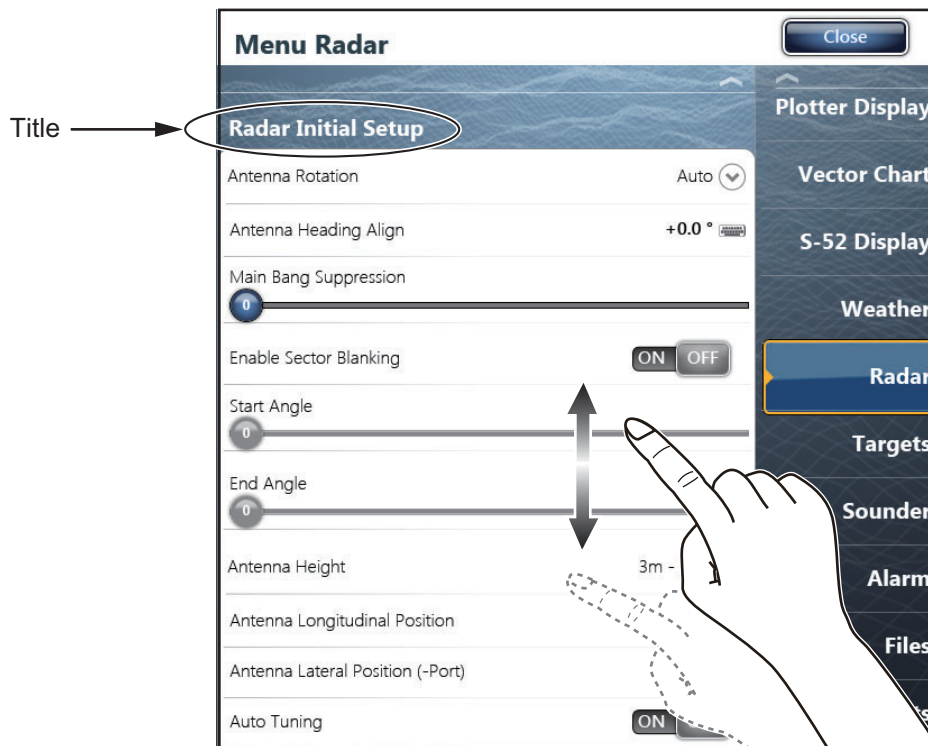 Menu Radar
Close
Title
Radar Initial Setup
Antenna Rotation
Auto
Antenna Heading Align
+0.0 °
Main Bang Suppression
0
Enable Sector Blanking
ON OFF
Start Angle
0
End Angle
0
Antenna Height
3m -
Antenna Longitudinal Position
Antenna Lateral Position (-Port)
Auto Tuning
ON
Plotter Display
Vector Chart
S-52 Display
Weather
Radar
Targets
Sounder
Alarm
Files